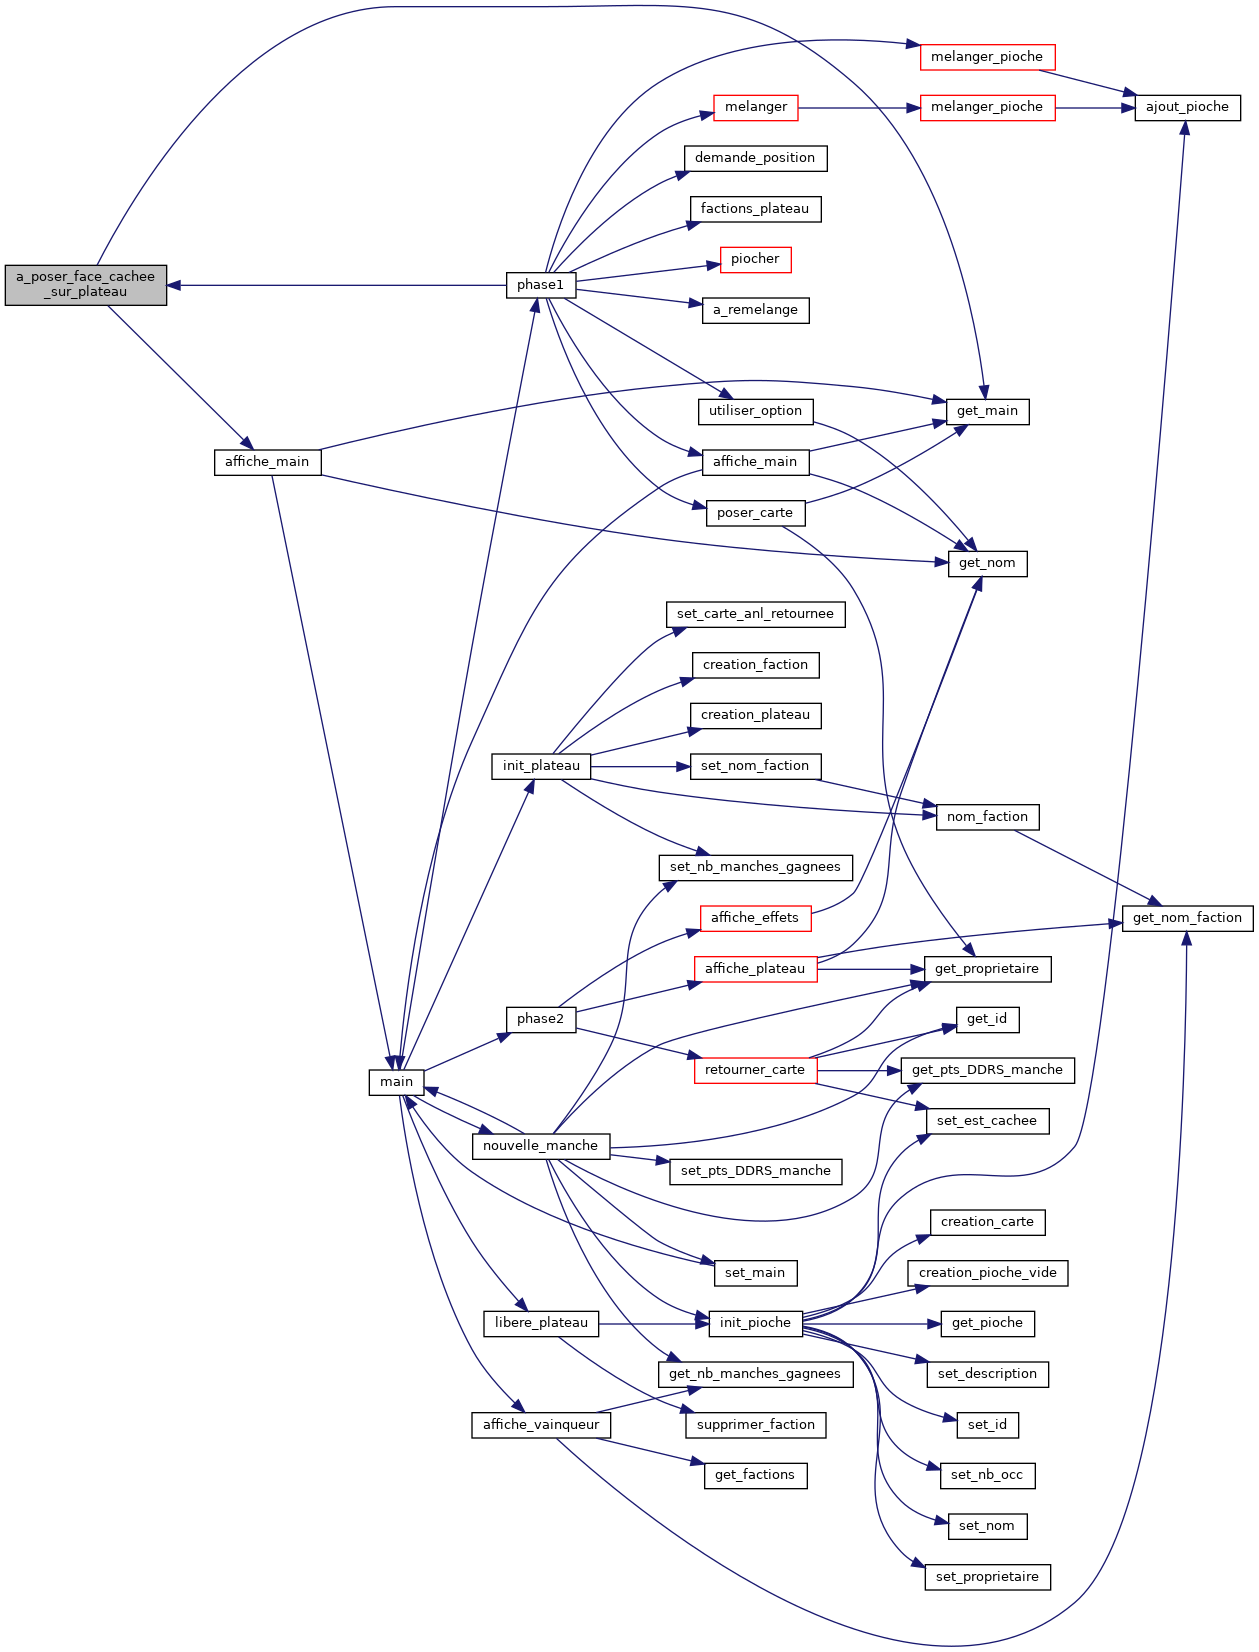 melanger_pioche
melanger
melanger_pioche
ajout_pioche
demande_position
factions_plateau
piocher
a_poser_face_cachee
_sur_plateau
phase1
a_remelange
utiliser_option
get_main
affiche_main
affiche_main
poser_carte
get_nom
set_carte_anl_retournee
creation_faction
creation_plateau
init_plateau
set_nom_faction
nom_faction
set_nb_manches_gagnees
affiche_effets
get_nom_faction
affiche_plateau
get_proprietaire
phase2
get_id
retourner_carte
get_pts_DDRS_manche
main
set_est_cachee
nouvelle_manche
set_pts_DDRS_manche
creation_carte
set_main
creation_pioche_vide
libere_plateau
init_pioche
get_pioche
get_nb_manches_gagnees
set_description
affiche_vainqueur
supprimer_faction
set_id
get_factions
set_nb_occ
set_nom
set_proprietaire